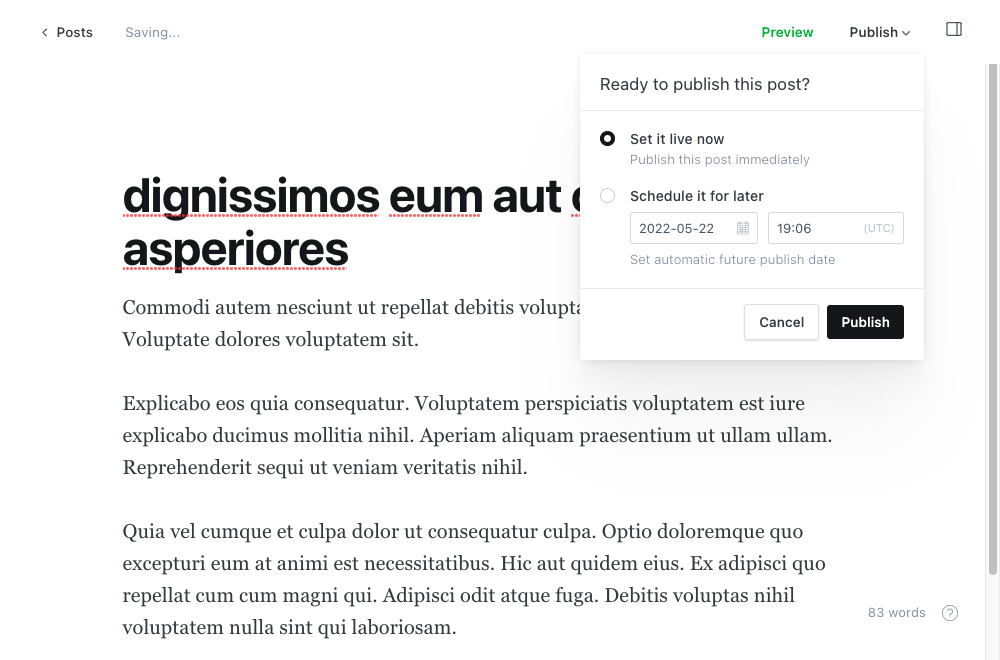 Posts
Saving...
Preview
Publish
Ready to publish this post?
Set it live now
Publish this post immediately
Schedule it for later
2022-05-22
19:06
(UTC)
Set automatic future publish date
Cancel
Publish
dignissimos eum aut
asperiores
Commodi autem nesciunt ut repellat debitis
Voluptate dolores voluptatem sit.
Explicabo eos quia consequatur. Voluptatem perspiciatis voluptatem est iure
explicabo ducimus mollitia nihil. Aperiam aliquam praesentium ut ullam ullam.
Reprehenderit sequi ut veniam veritatis nihil.
Quia vel cumque et culpa dolor ut consequatur culpa. Optio doloremque quo
excepturi eum at animi est necessitatibus. Hic aut quidem eius. Ex adipisci quo
repellat cum cum magni qui. Adipisci odit atque fuga. Debitis voluptas nihil
voluptatem nulla sint qui laboriosam.
83 words
?